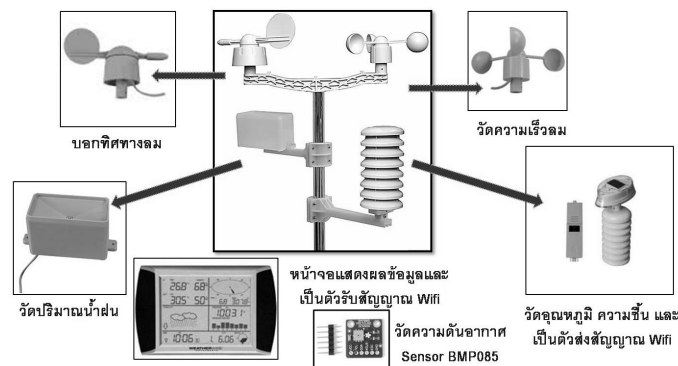 บอกทิศทางลม
วัดความเร็วลม
วัดปริมาณน้ำฝน
หน้าจอแสดงผลข้อมูลและ
เป็นตัวรับสัญญาณ Wifi
วัดความดันอากาศ
Sensor BMP085
วัดอุณหภูมิ ความชื้น และ
เป็นตัวส่งสัญญาณ Wifi